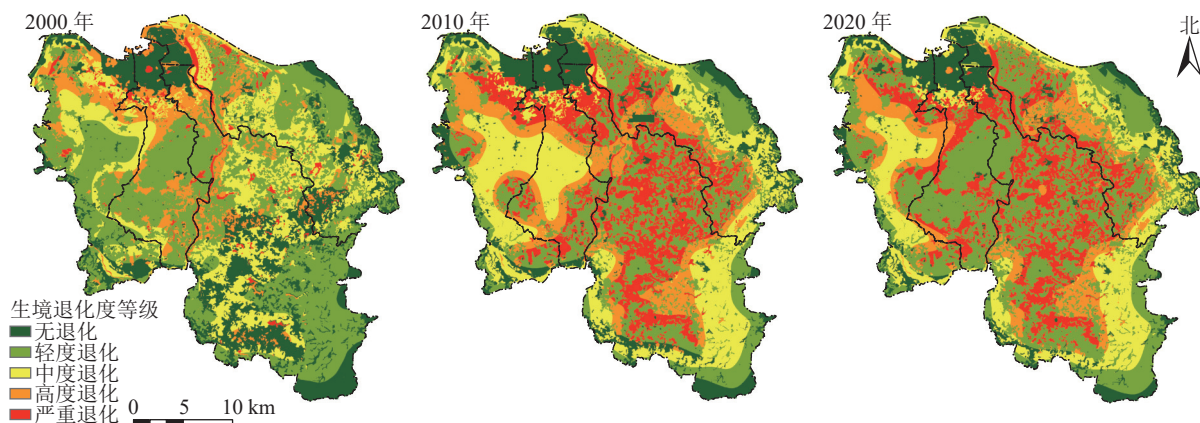 2000 年
2010 年
2020 年
北
生境退化度等级
无退化
轻度退化
中度退化
高度退化
严重退化
0 5 10 km